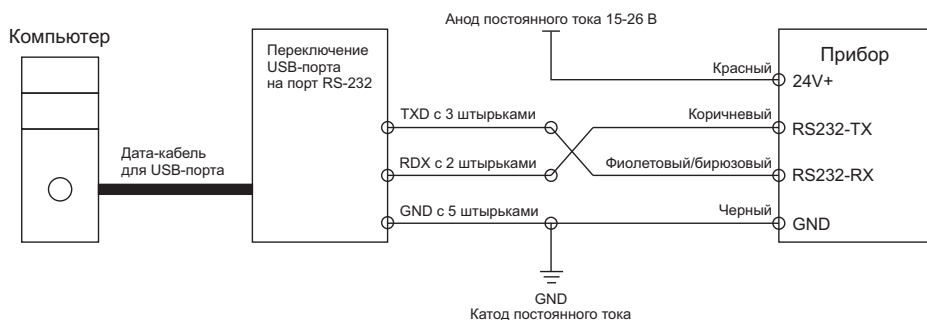 Анод постоянного тока 15-26 В
Компьютер
Переключение
USB-порта
на порт RS-232
Прибор
Красный
24V+
TXD с 3 штырьками
Коричневый
RS232-TX
Дата-кабель
для USB-порта
RDX с 2 штырьками
Фиолетовый/бирюзовый
RS232-RX
GND с 5 штырьками
Черный
GND
GND
Катод постоянного тока